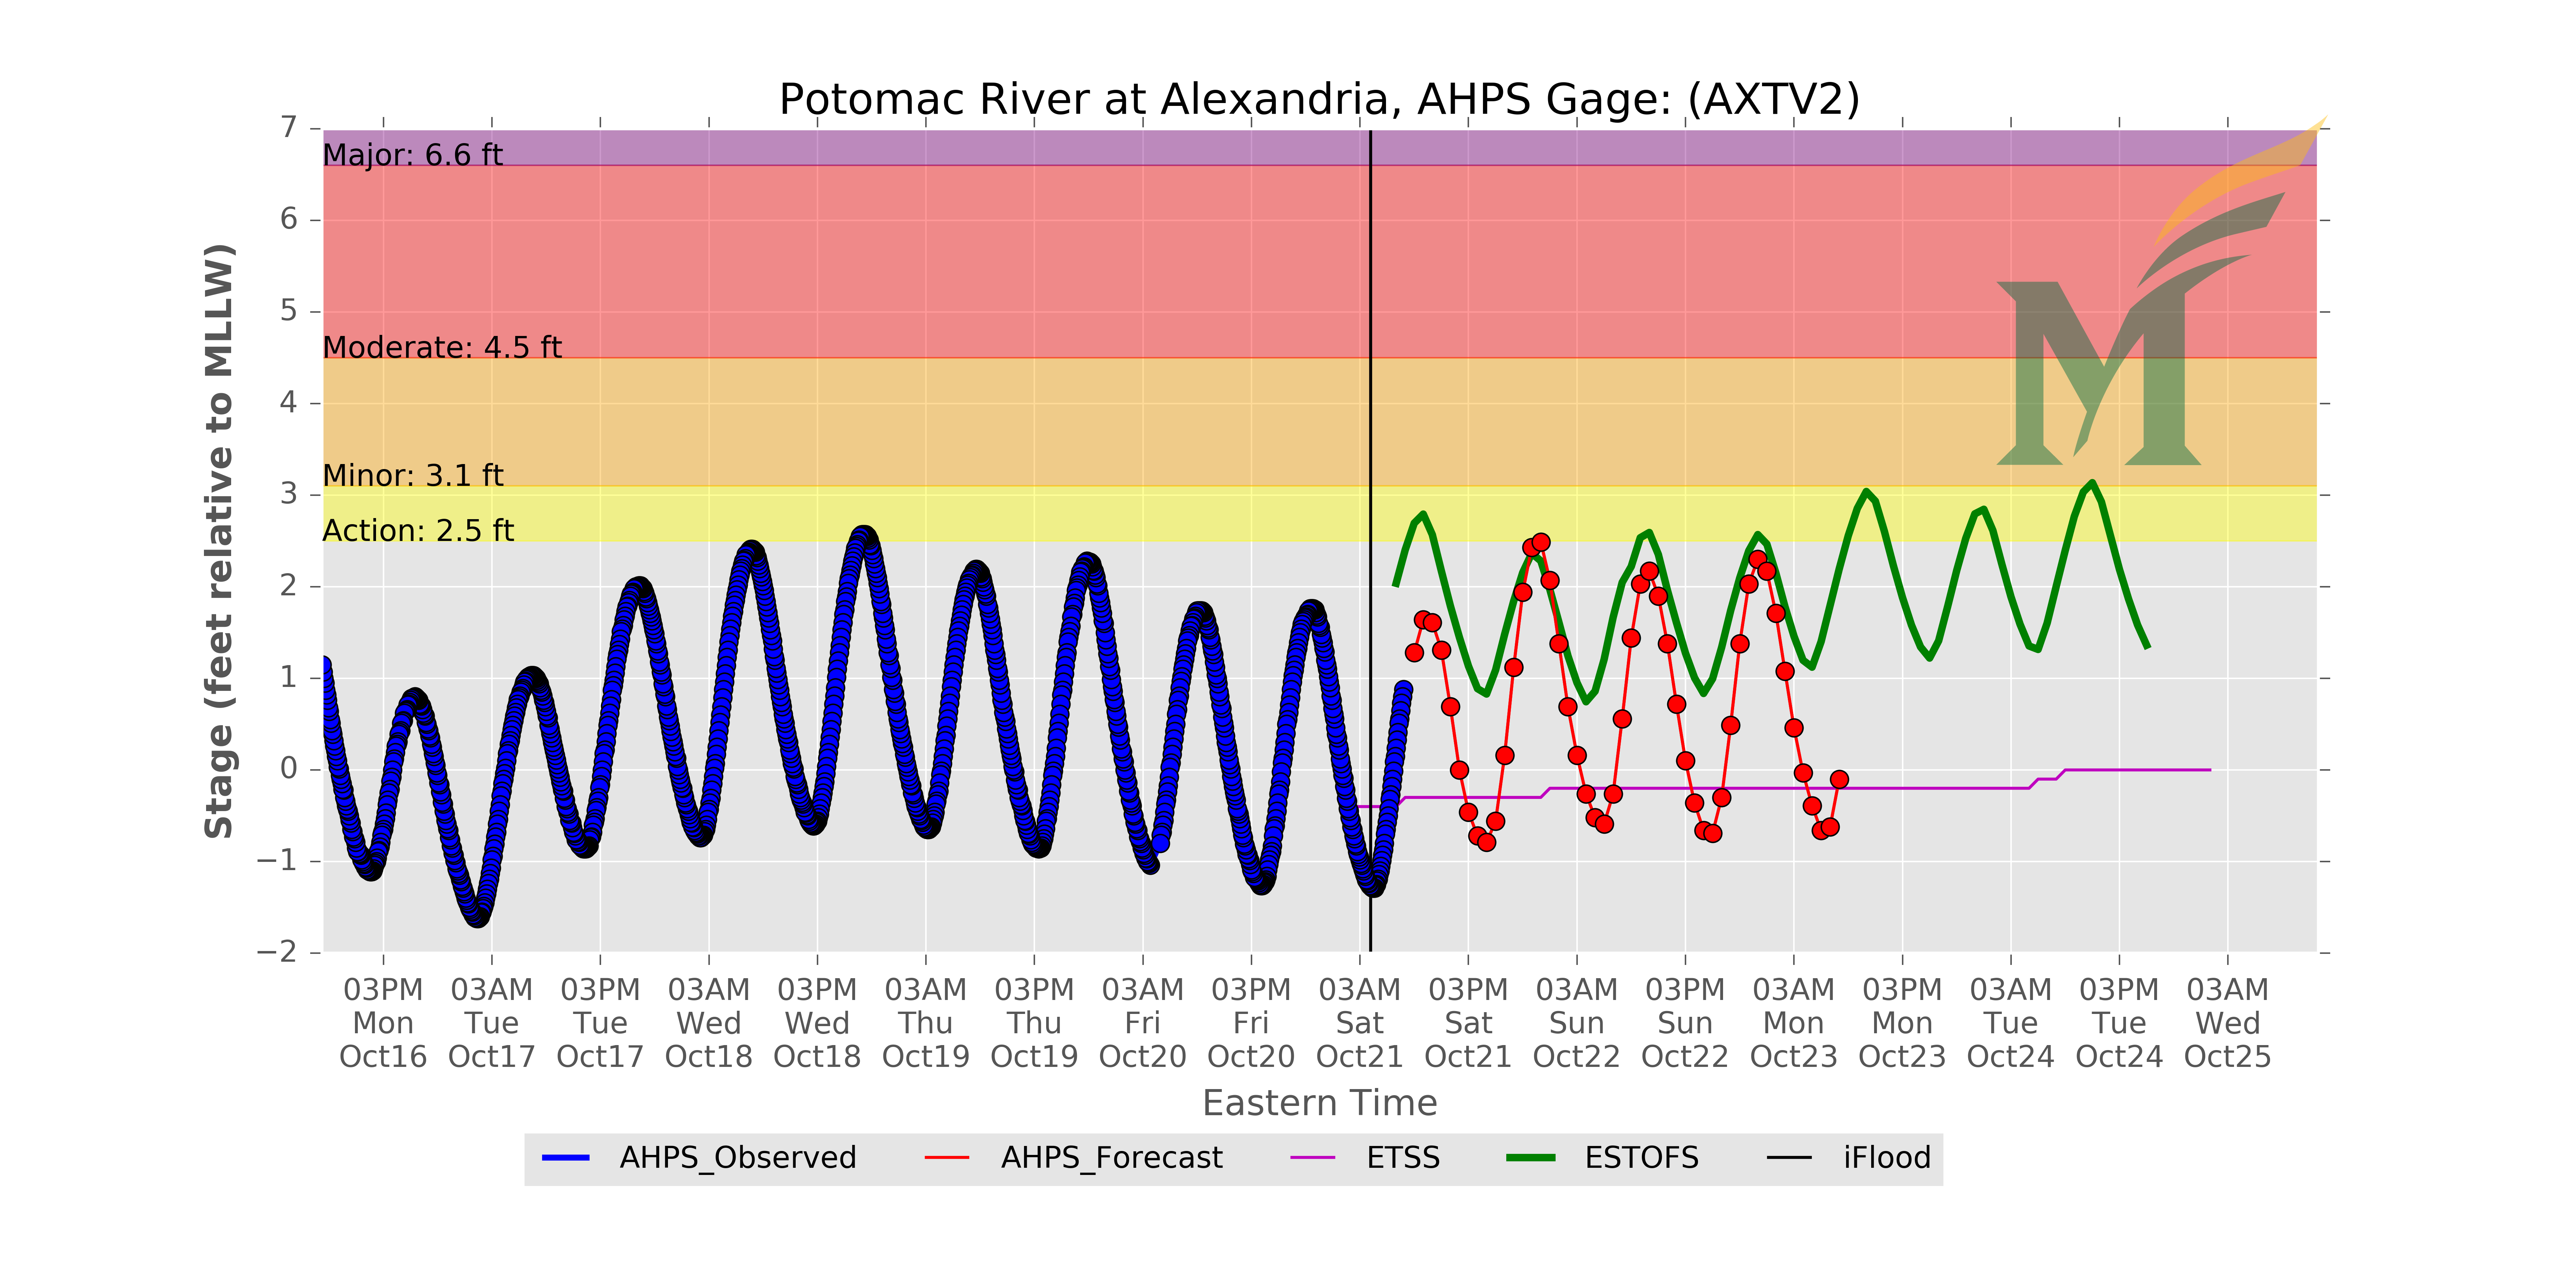 Potomac River at Alexandria, AHPS Gage: (AXTV2)
Stage (feet relative to MLLW)
7
6
5
4
3
2
1
0
−1
−2
Major: 6.6 ft
Moderate: 4.5 ft
Minor: 3.1 ft
Action: 2.5 ft
M
03PM 03AM 03PM 03AM 03PM 03AM 03PM 03AM 03PM 03AM 03PM 03AM 03PM 03AM 03PM 03AM 03PM 03AM
Mon Tue Tue Wed Wed Thu Thu Fri Fri Sat Sat Sun Sun Mon Mon Tue Tue Wed
Oct16 Oct17 Oct17 Oct18 Oct18 Oct19 Oct19 Oct20 Oct20 Oct21 Oct21 Oct22 Oct22 Oct23 Oct23 Oct24 Oct24 Oct25
Eastern Time
AHPS_Observed AHPS_Forecast ETSS ESTOFS iFlood